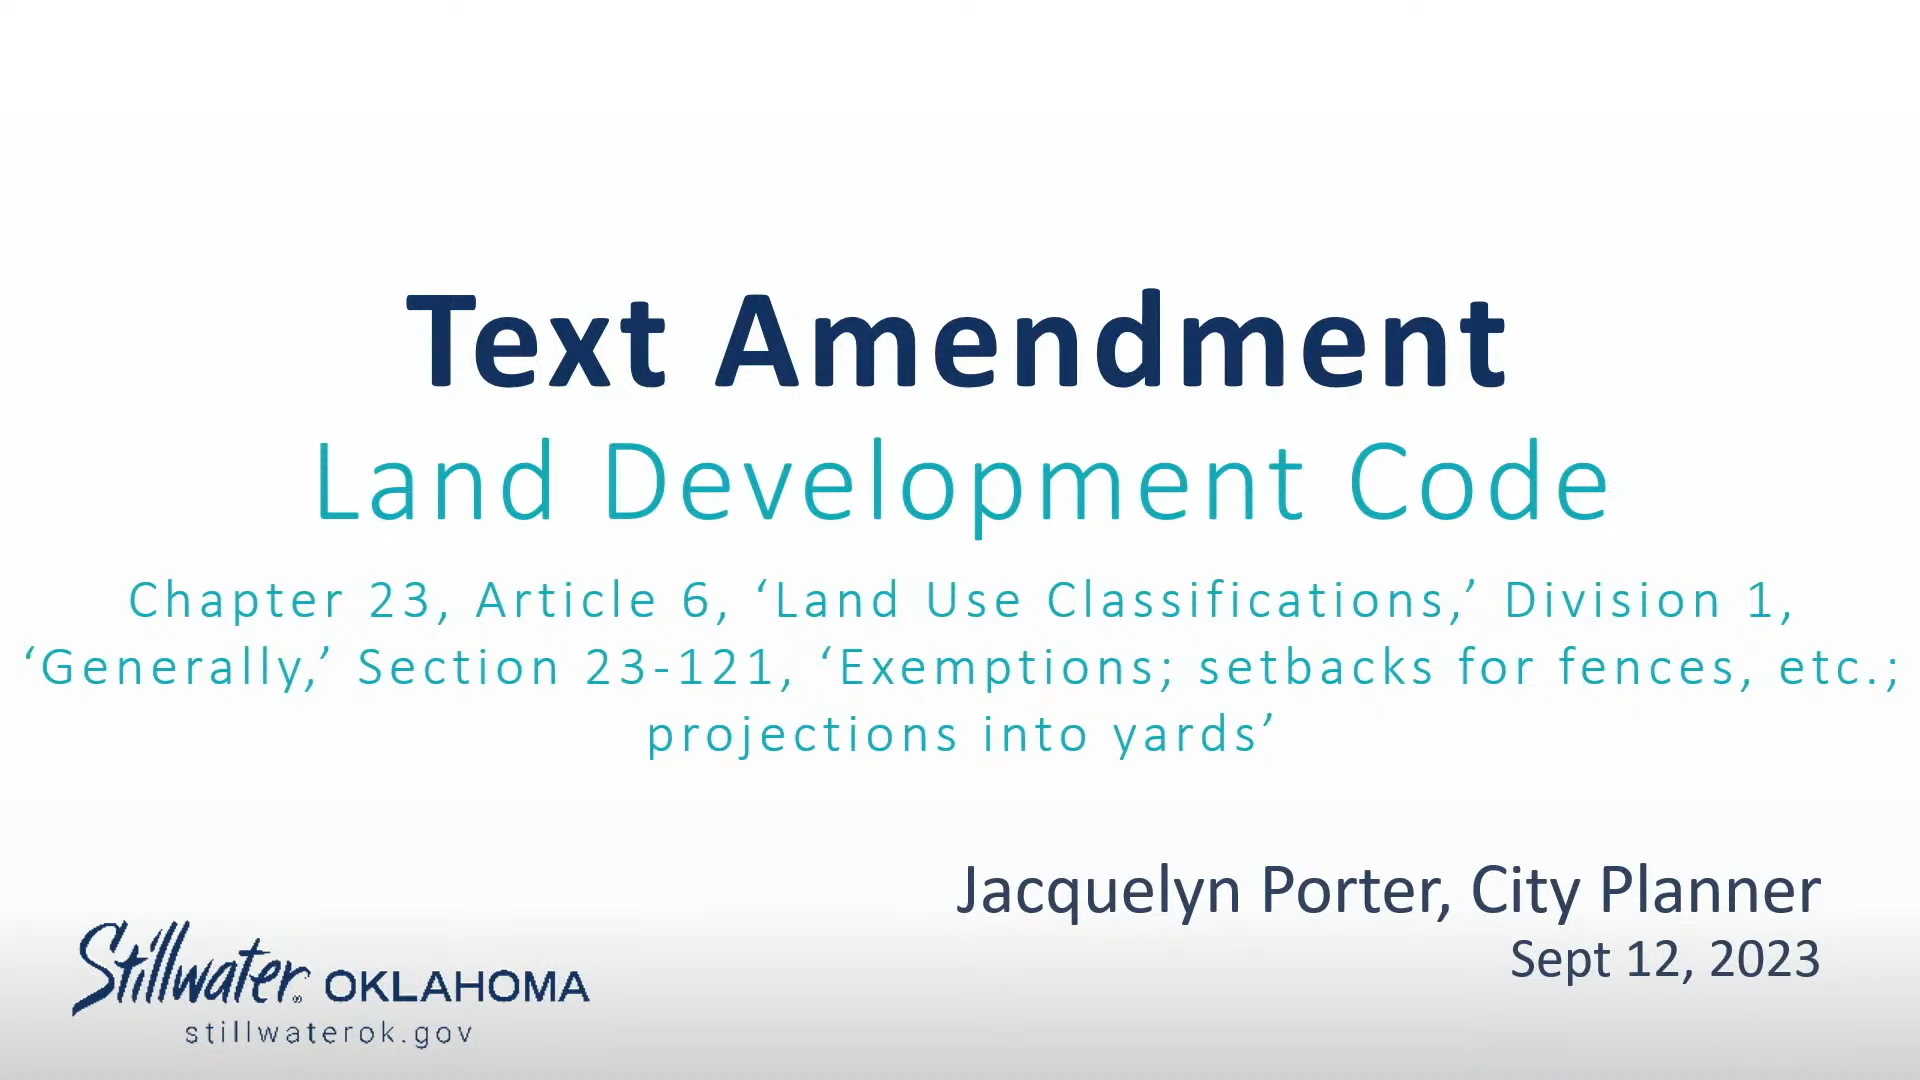 Text Amendment
Land Development Code
Chapter 23, Article 6, ‘Land Use Classifications,’ Division 1,
‘Generally,’ Section 23-121, ‘Exemptions; setbacks for fences, etc.;
projections into yards’
Jacquelyn Porter, City Planner
Sept 12, 2023
Stillwater® OKLAHOMA
stillwaterok.gov